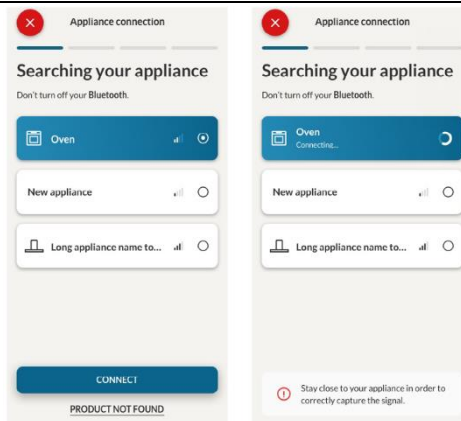 Appliance connection
Searching your appliance
Don't turn off your Bluetooth.
Oven
New appliance
Long appliance name to...
CONNECT
PRODUCT NOT FOUND
Appliance connection
Searching your appliance
Don't turn off your Bluetooth.
Oven
Connecting...
New appliance
Long appliance name to...
Stay close to your appliance in order to
correctly capture the signal.